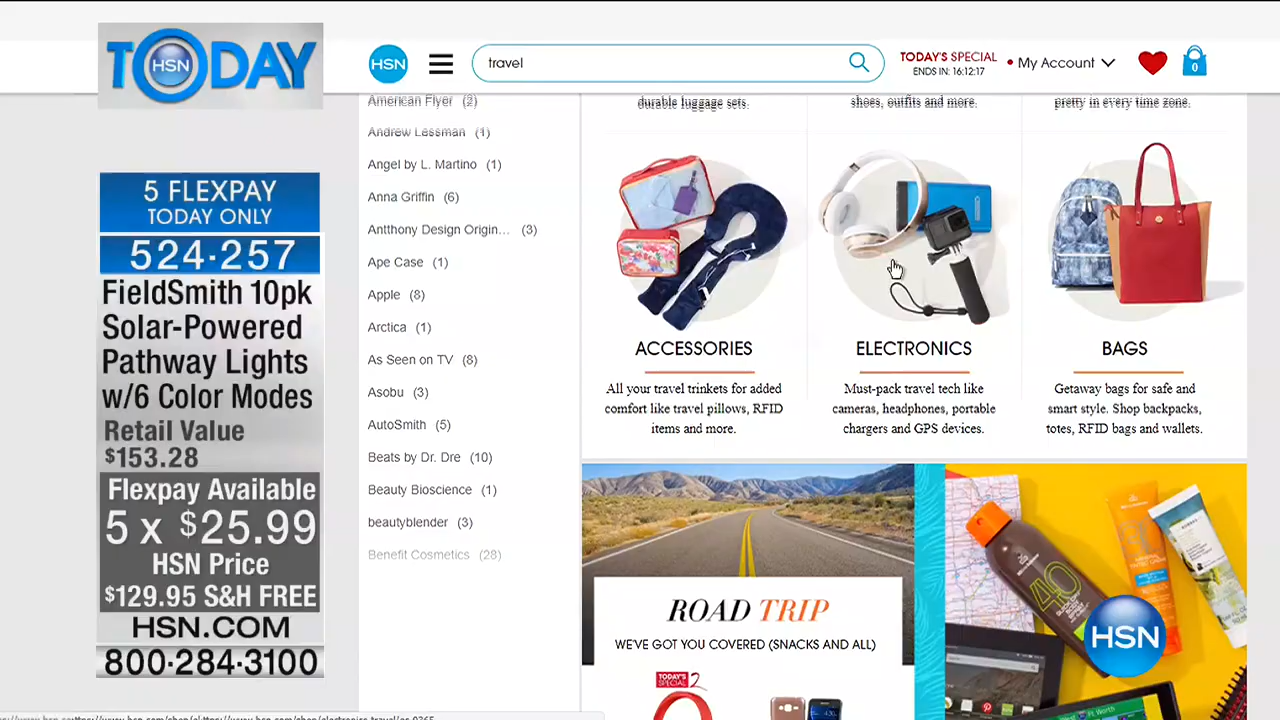 TODAY
HSN
5 FLEXPAY
TODAY ONLY
524·257
FieldSmith 10pk
Solar-Powered
Pathway Lights
w/6 Color Modes
Retail Value
$153.28
Flexpay Available
5 x $25.99
HSN Price
$129.95 S&H FREE
HSN.COM
800·284·3100
HSN
travel
TODAY'S SPECIAL
ENDS IN: 16:12:17
My Account
0
American Flyer (2)
Andrew Lessman (1)
Angel by L. Martino (1)
Anna Griffin (6)
Antthony Design Origin... (3)
Ape Case (1)
Apple (8)
Arctica (1)
As Seen on TV (8)
Asobu (3)
AutoSmith (5)
Beats by Dr. Dre (10)
Beauty Bioscience (1)
beautyblender (3)
Benefit Cosmetics (28)
durable luggage sets.
shoes, outfits and more.
pretty in every time zone.
ACCESSORIES
All your travel trinkets for added
comfort like travel pillows, RFID
items and more.
ELECTRONICS
Must-pack travel tech like
cameras, headphones, portable
chargers and GPS devices.
BAGS
Getaway bags for safe and
smart style. Shop backpacks,
totes, RFID bags and wallets.
ROAD TRIP
WE'VE GOT YOU COVERED (SNACKS AND ALL)
TODAY'S
SPECIAL 2
40
HSN